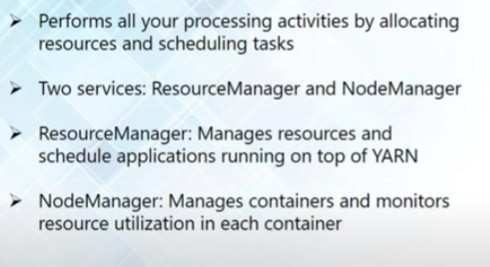 ➢ Performs all your processing activities by allocating
resources and scheduling tasks
➢ Two services: ResourceManager and NodeManager
➢ ResourceManager: Manages resources and
schedule applications running on top of YARN
➢ NodeManager: Manages containers and monitors
resource utilization in each container